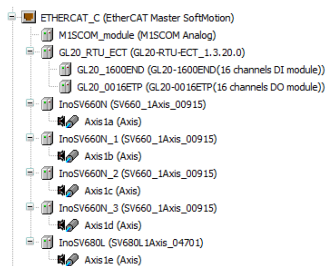 ETHERCAT_C (EtherCAT Master SoftMotion)
M1SCOM_module (M1SCOM Analog)
GL20_RTU_ECT (GL20-RTU-ECT_1.3.20.0)
GL20_1600END (GL20-1600END(16 channels DI module))
GL20_0016ETP (GL20-0016ETP(16 channels DO module))
InoSV660N (SV660_1Axis_00915)
Axis1a (Axis)
InoSV660N_1 (SV660_1Axis_00915)
Axis1b (Axis)
InoSV660N_2 (SV660_1Axis_00915)
Axis1c (Axis)
InoSV660N_3 (SV660_1Axis_00915)
Axis1d (Axis)
InoSV680L (SV680L1Axis_04701)
Axis1e (Axis)